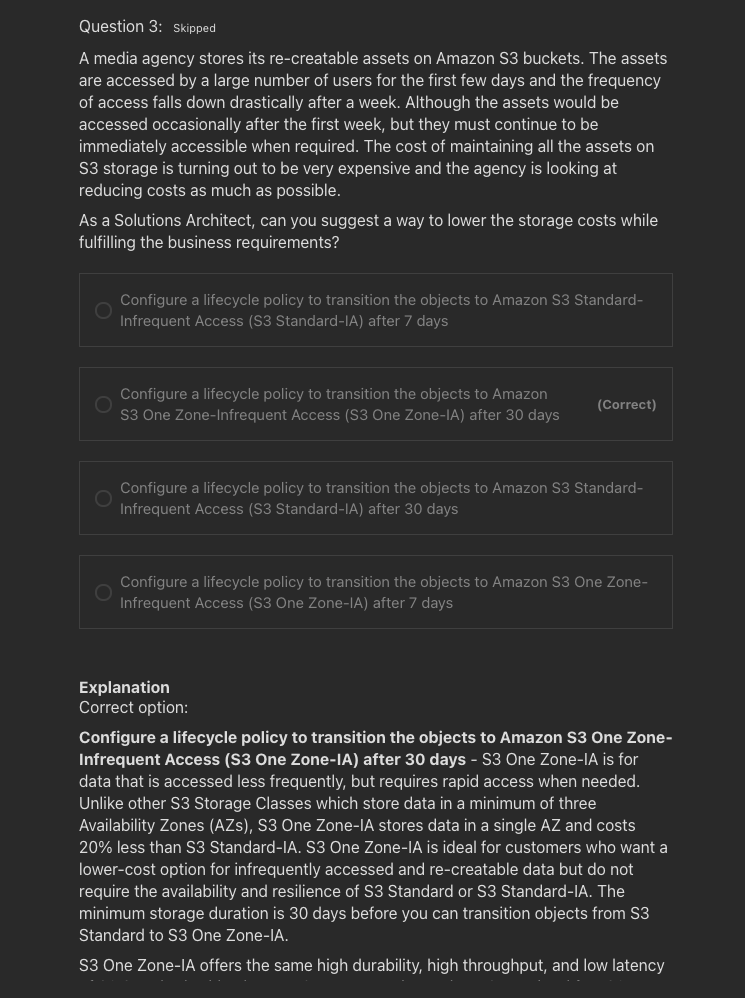 Question 3: Skipped
A media agency stores its re-creatable assets on Amazon S3 buckets. The assets
are accessed by a large number of users for the first few days and the frequency
of access falls down drastically after a week. Although the assets would be
accessed occasionally after the first week, but they must continue to be
immediately accessible when required. The cost of maintaining all the assets on
S3 storage is turning out to be very expensive and the agency is looking at
reducing costs as much as possible.
As a Solutions Architect, can you suggest a way to lower the storage costs while
fulfilling the business requirements?
Configure a lifecycle policy to transition the objects to Amazon S3 Standard-
Infrequent Access (S3 Standard-IA) after 7 days
Configure a lifecycle policy to transition the objects to Amazon
S3 One Zone-Infrequent Access (S3 One Zone-IA) after 30 days
(Correct)
Configure a lifecycle policy to transition the objects to Amazon S3 Standard-
Infrequent Access (S3 Standard-IA) after 30 days
Configure a lifecycle policy to transition the objects to Amazon S3 One Zone-
Infrequent Access (S3 One Zone-IA) after 7 days
Explanation
Correct option:
Configure a lifecycle policy to transition the objects to Amazon S3 One Zone-
Infrequent Access (S3 One Zone-IA) after 30 days - S3 One Zone-IA is for
data that is accessed less frequently, but requires rapid access when needed.
Unlike other S3 Storage Classes which store data in a minimum of three
Availability Zones (AZs), S3 One Zone-IA stores data in a single AZ and costs
20% less than S3 Standard-IA. S3 One Zone-IA is ideal for customers who want a
lower-cost option for infrequently accessed and re-creatable data but do not
require the availability and resilience of S3 Standard or S3 Standard-IA. The
minimum storage duration is 30 days before you can transition objects from S3
Standard to S3 One Zone-IA.
S3 One Zone-IA offers the same high durability, high throughput, and low latency